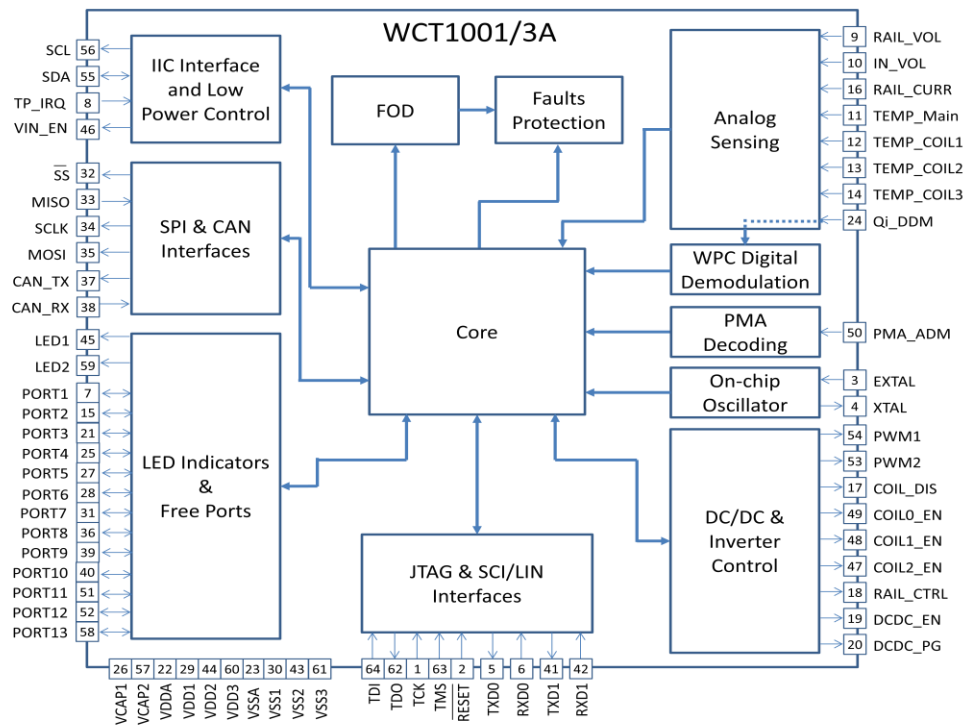 WCT1001/3A
SCL 56
SDA 55
TP_IRQ 8
VIN_EN 46
IIC Interface
and Low
Power Control
SS 32
MISO 33
SCLK 34
MOSI 35
CAN_TX 37
CAN_RX 38
SPI & CAN
Interfaces
LED1 45
LED2 59
PORT1 7
PORT2 15
PORT3 21
PORT4 25
PORT5 27
PORT6 28
PORT7 31
PORT8 36
PORT9 39
PORT10 40
PORT11 51
PORT12 52
PORT13 58
LED Indicators
&
Free Ports
FOD
Faults
Protection
Core
JTAG & SCI/LIN
Interfaces
Analog
Sensing
WPC Digital
Demodulation
PMA
Decoding
On-chip
Oscillator
DC/DC &
Inverter
Control
9 RAIL_VOL
10 IN_VOL
16 RAIL_CURR
11 TEMP_Main
12 TEMP_COIL1
13 TEMP_COIL2
14 TEMP_COIL3
24 Qi_DDM
50 PMA_ADM
3 EXTAL
4 XTAL
54 PWM1
53 PWM2
17 COIL_DIS
49 COIL0_EN
48 COIL1_EN
47 COIL2_EN
18 RAIL_CTRL
19 DCDC_EN
20 DCDC_PG
26 VCAP1
57 VCAP2
22 VDDA
29 VDD1
44 VDD2
60 VDD3
23 VSSA
30 VSS1
43 VSS2
61 VSS3
64 TDI
62 TDO
1 TCK
63 TMS
2 RESET
5 TXD0
6 RXD0
41 TXD1
42 RXD1